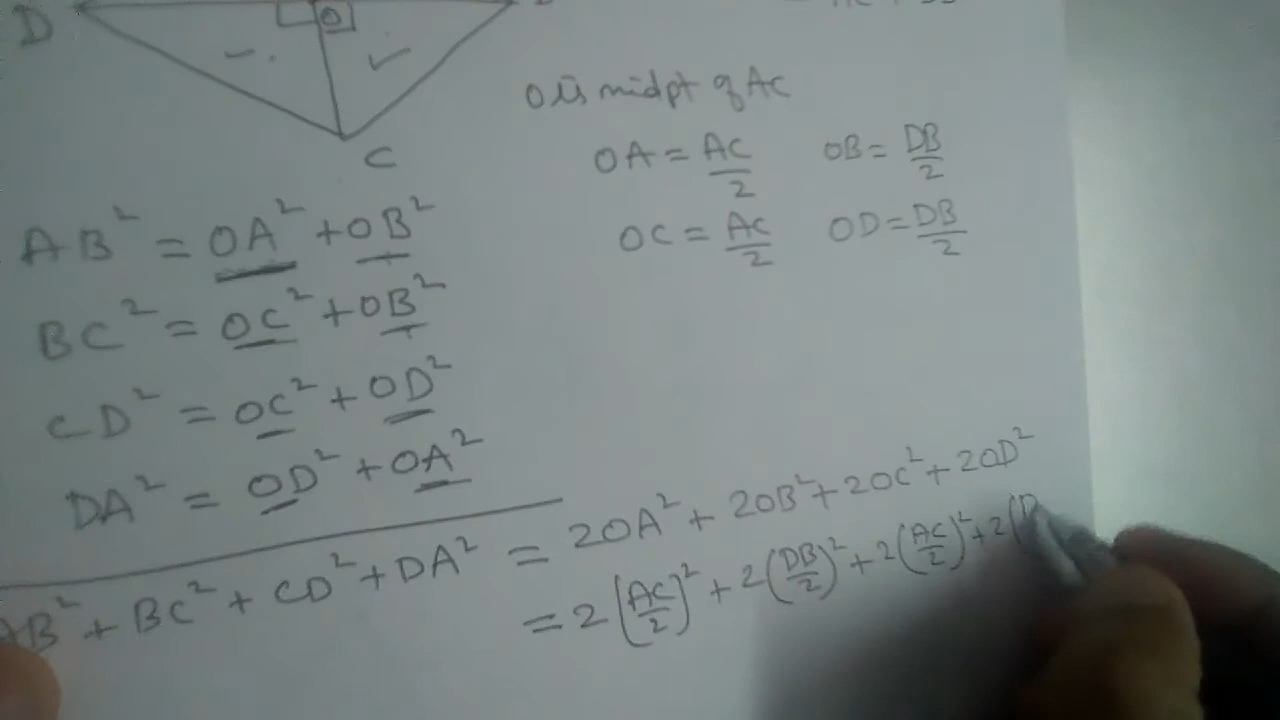 D
O
C
O is midpt of AC
OA = AC/2 OB = DB/2
OC = AC/2 OD = DB/2
AB² = OA² + OB²
BC² = OC² + OB²
CD² = OC² + OD²
DA² = OD² + OA²
AB² + BC² + CD² + DA² = 2OA² + 2OB² + 2OC² + 2OD²
= 2(AC/2)² + 2(DB/2)² + 2(AC/2)² + 2(D